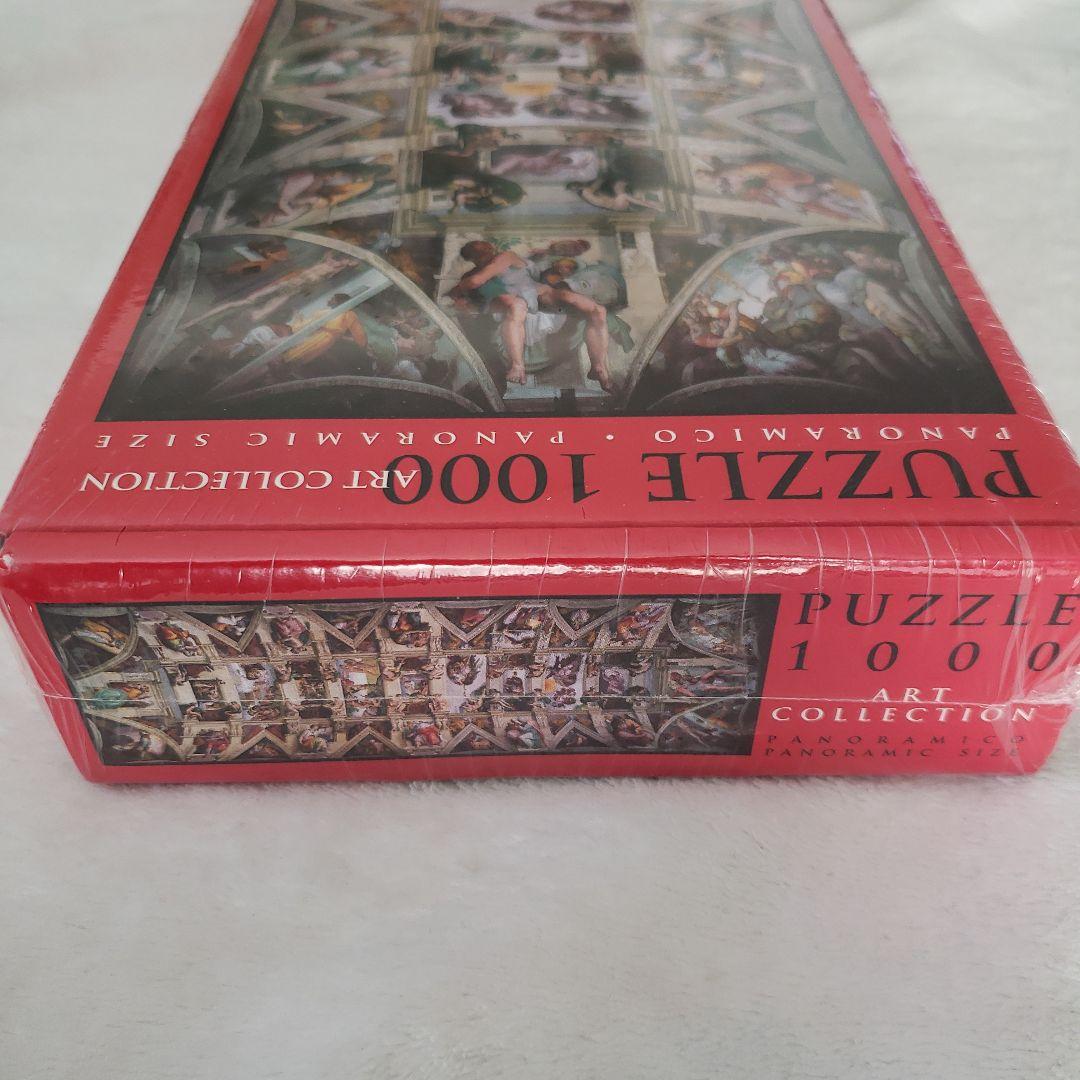 PANORAMICO • PANORAMIC SIZE
PUZZLE 1000 ART COLLECTION
PUZZLE
1000
ART
COLLECTION
PANORAMICO
PANORAMIC SIZE